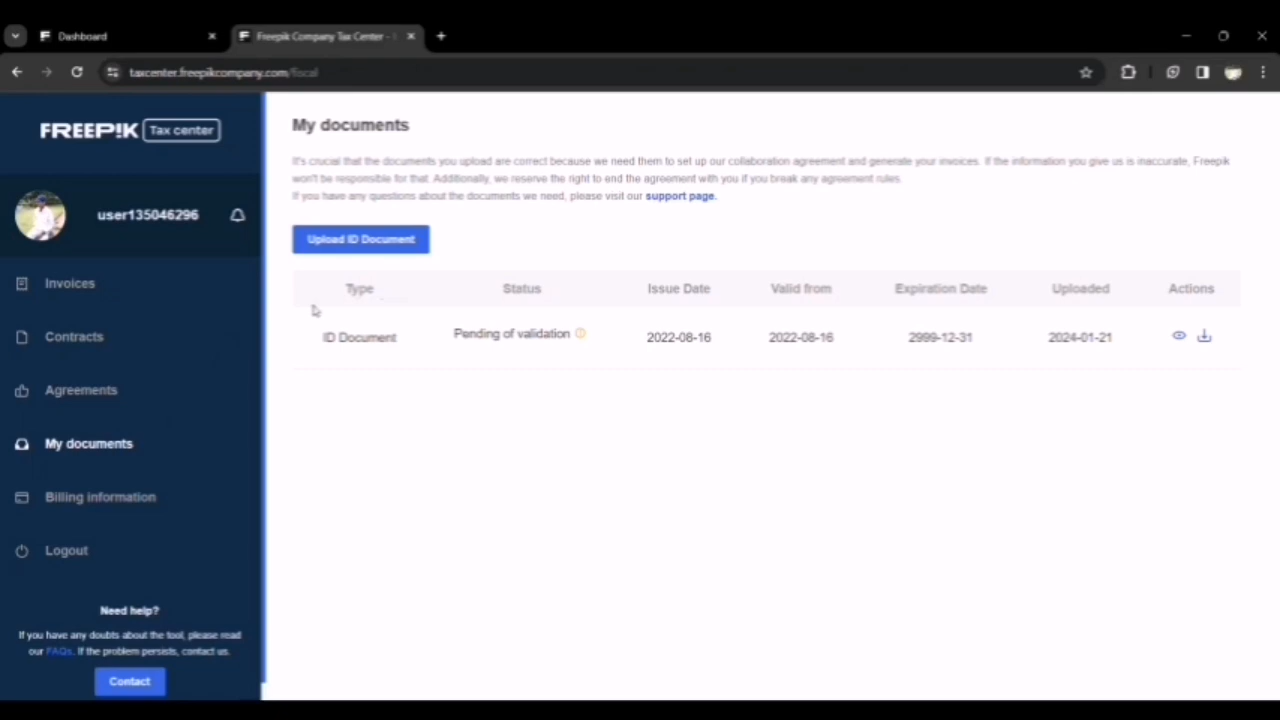 Dashboard
Freepik Company Tax Center -
taxcenter.freepikcompany.com/fiscal
FREEP!K Tax center
user135046296
Invoices
Contracts
Agreements
My documents
Billing information
Logout
Need help?
If you have any doubts about the tool, please read
our FAQs. If the problem persists, contact us.
Contact
My documents
It's crucial that the documents you upload are correct because we need them to set up our collaboration agreement and generate your invoices. If the information you give us is inaccurate, Freepik
won't be responsible for that. Additionally, we reserve the right to end the agreement with you if you break any agreement rules.
If you have any questions about the documents we need, please visit our support page.
Upload ID Document
Type Status Issue Date Valid from Expiration Date Uploaded Actions
ID Document Pending of validation 2022-08-16 2022-08-16 2999-12-31 2024-01-21